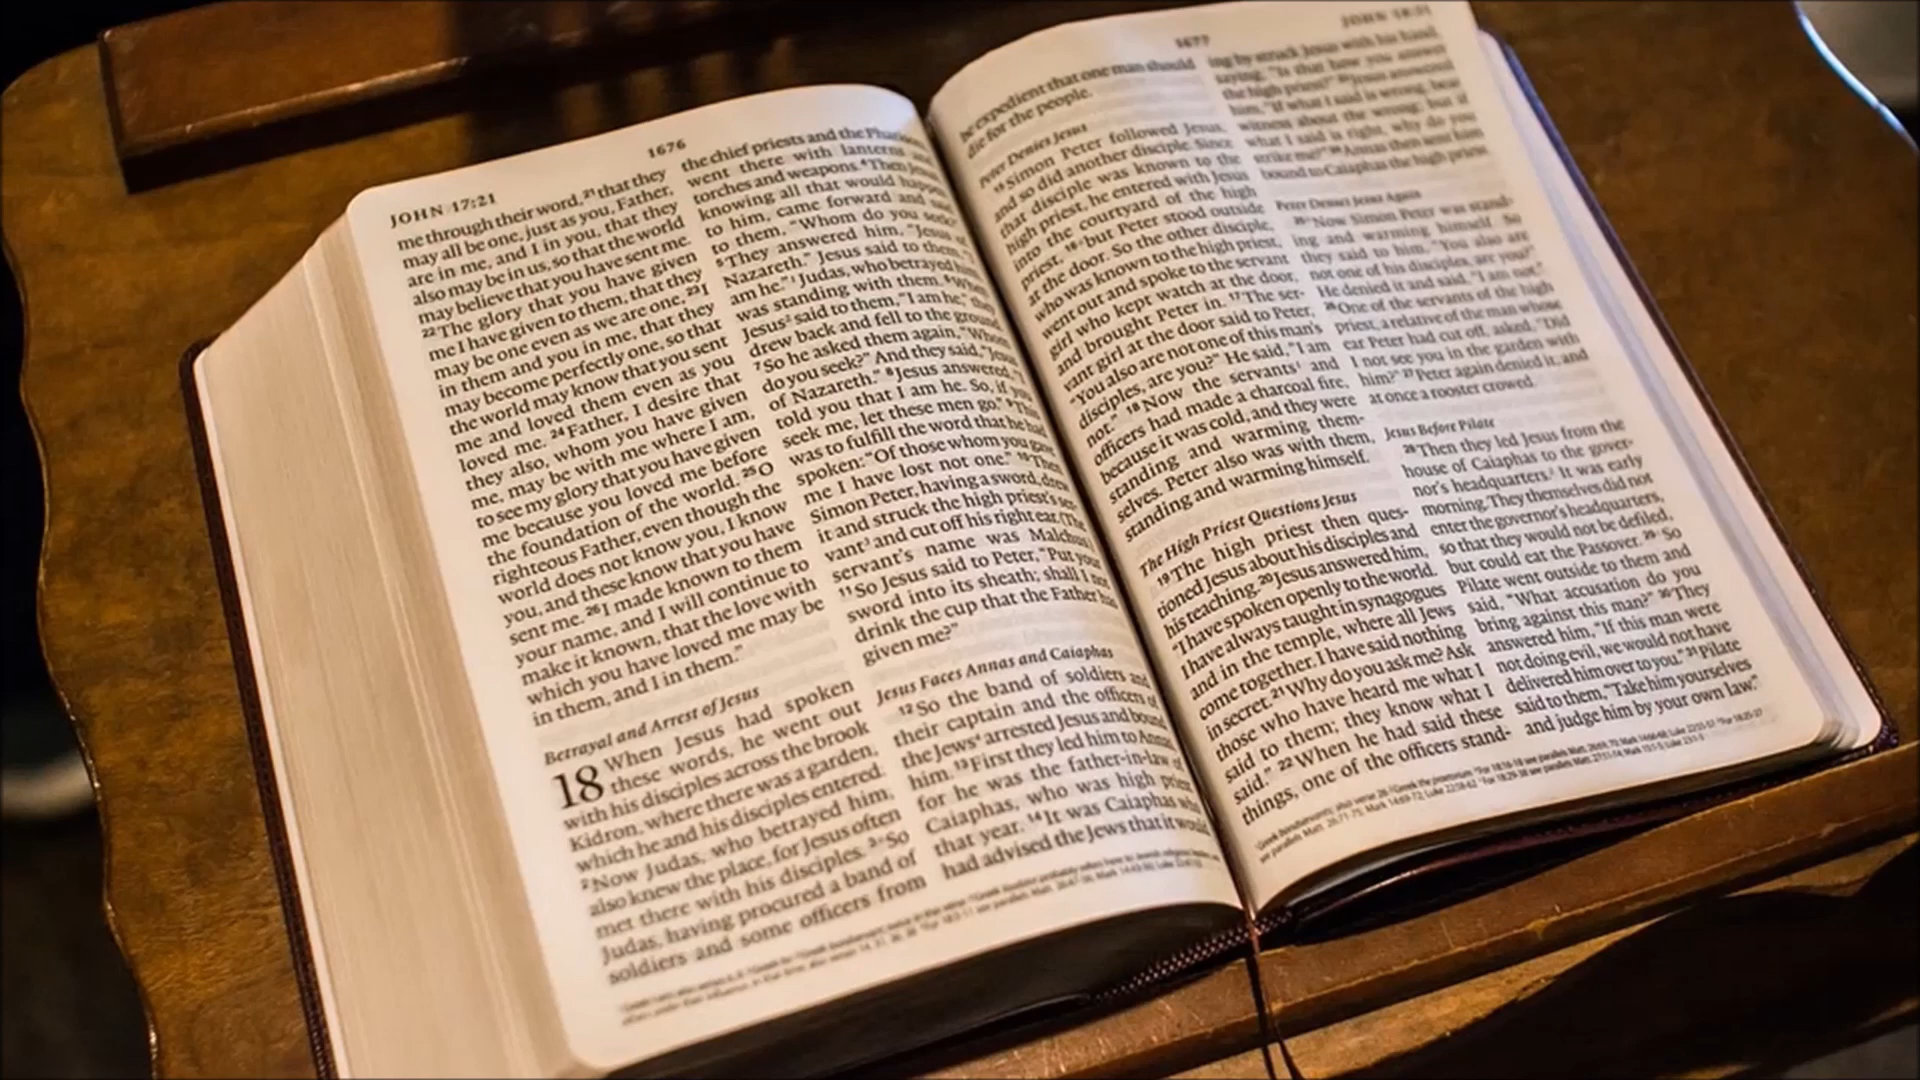 JOHN 17:21
1676
me through their word, 21 that they
may all be one, just as you, Father,
are in me, and I in you, that they
also may be in us, so that the world
may believe that you have sent me.
22 The glory that you have given
me I have given to them, that they
may be one even as we are one, 23 I
in them and you in me, that they
may become perfectly one, so that
the world may know that you sent
me and loved them even as you
loved me. 24 Father, I desire that
they also, whom you have given
me, may be with me where I am,
to see my glory that you have given
me because you loved me before
the foundation of the world. 25 O
righteous Father, even though the
world does not know you, I know
you, and these know that you have
sent me. 26 I made known to them
your name, and I will continue to
make it known, that the love with
which you have loved me may be
in them, and I in them.”
Betrayal and Arrest of Jesus
18 When Jesus had spoken
these words, he went out
with his disciples across the brook
Kidron, where there was a garden,
which he and his disciples entered.
2 Now Judas, who betrayed him,
also knew the place, for Jesus often
met there with his disciples. 3 So
Judas, having procured a band of
soldiers and some officers from
the chief priests and the
went there with lanterns and
torches and weapons. 4 Then Jesus,
knowing all that would happen
to him, came forward and said
to them, “Whom do you seek?”
5 They answered him, “Jesus of
Nazareth.” Jesus said to them, “I
am he.”1 Judas, who betrayed him,
was standing with them. 6 When
Jesus2 said to them, “I am he,” they
drew back and fell to the ground.
7 So he asked them again, “Whom
do you seek?” And they said, “Jesus
of Nazareth.” 8 Jesus answered, “I
told you that I am he. So, if you
seek me, let these men go.” 9 This
was to fulfill the word that he had
spoken: “Of those whom you gave
me I have lost not one.” 10 Then
Simon Peter, having a sword, drew
it and struck the high priest's ser-
vant3 and cut off his right ear. (The
servant's name was Malchus.)
11 So Jesus said to Peter, “Put your
sword into its sheath; shall I not
drink the cup that the Father has
given me?”
Jesus Faces Annas and Caiaphas
12 So the band of soldiers and
their captain and the officers of
the Jews4 arrested Jesus and bound
him. 13 First they led him to Annas,
for he was the father-in-law of
Caiaphas, who was high priest
that year. 14 It was Caiaphas who
had advised the Jews that it would
1677
JOHN 18:31
be expedient that one man should
die for the people.
Peter Denies Jesus
15 Simon Peter followed Jesus,
and so did another disciple. Since
that disciple was known to the
high priest, he entered with Jesus
into the courtyard of the high
priest, 16 but Peter stood outside
at the door. So the other disciple,
who was known to the high priest,
went out and spoke to the servant
girl who kept watch at the door,
and brought Peter in. 17 The ser-
vant girl at the door said to Peter,
“You also are not one of this man's
disciples, are you?” He said, “I am
not.” 18 Now the servants1 and
officers had made a charcoal fire,
because it was cold, and they were
standing and warming them-
selves. Peter also was with them,
standing and warming himself.
The High Priest Questions Jesus
19 The high priest then ques-
tioned Jesus about his disciples and
his teaching. 20 Jesus answered him,
“I have spoken openly to the world.
I have always taught in synagogues
and in the temple, where all Jews
come together. I have said nothing
in secret. 21 Why do you ask me? Ask
those who have heard me what I
said to them; they know what I
said.” 22 When he had said these
things, one of the officers stand-
ing by struck Jesus with his hand,
saying, “Is that how you answer
the high priest?” 23 Jesus answered
him, “If what I said is wrong, bear
witness about the wrong; but if
what I said is right, why do you
strike me?” 24 Annas then sent him
bound to Caiaphas the high priest.
Peter Denies Jesus Again
25 Now Simon Peter was stand-
ing and warming himself. So
they said to him, “You also are
not one of his disciples, are you?”
He denied it and said, “I am not.”
26 One of the servants of the high
priest, a relative of the man whose
ear Peter had cut off, asked, “Did
I not see you in the garden with
him?” 27 Peter again denied it, and
at once a rooster crowed.
Jesus Before Pilate
28 Then they led Jesus from the
house of Caiaphas to the gover-
nor's headquarters.2 It was early
morning. They themselves did not
enter the governor's headquarters,
so that they would not be defiled,
but could eat the Passover. 29 So
Pilate went outside to them and
said, “What accusation do you
bring against this man?” 30 They
answered him, “If this man were
not doing evil, we would not have
delivered him over to you.” 31 Pilate
said to them, “Take him yourselves
and judge him by your own law.”